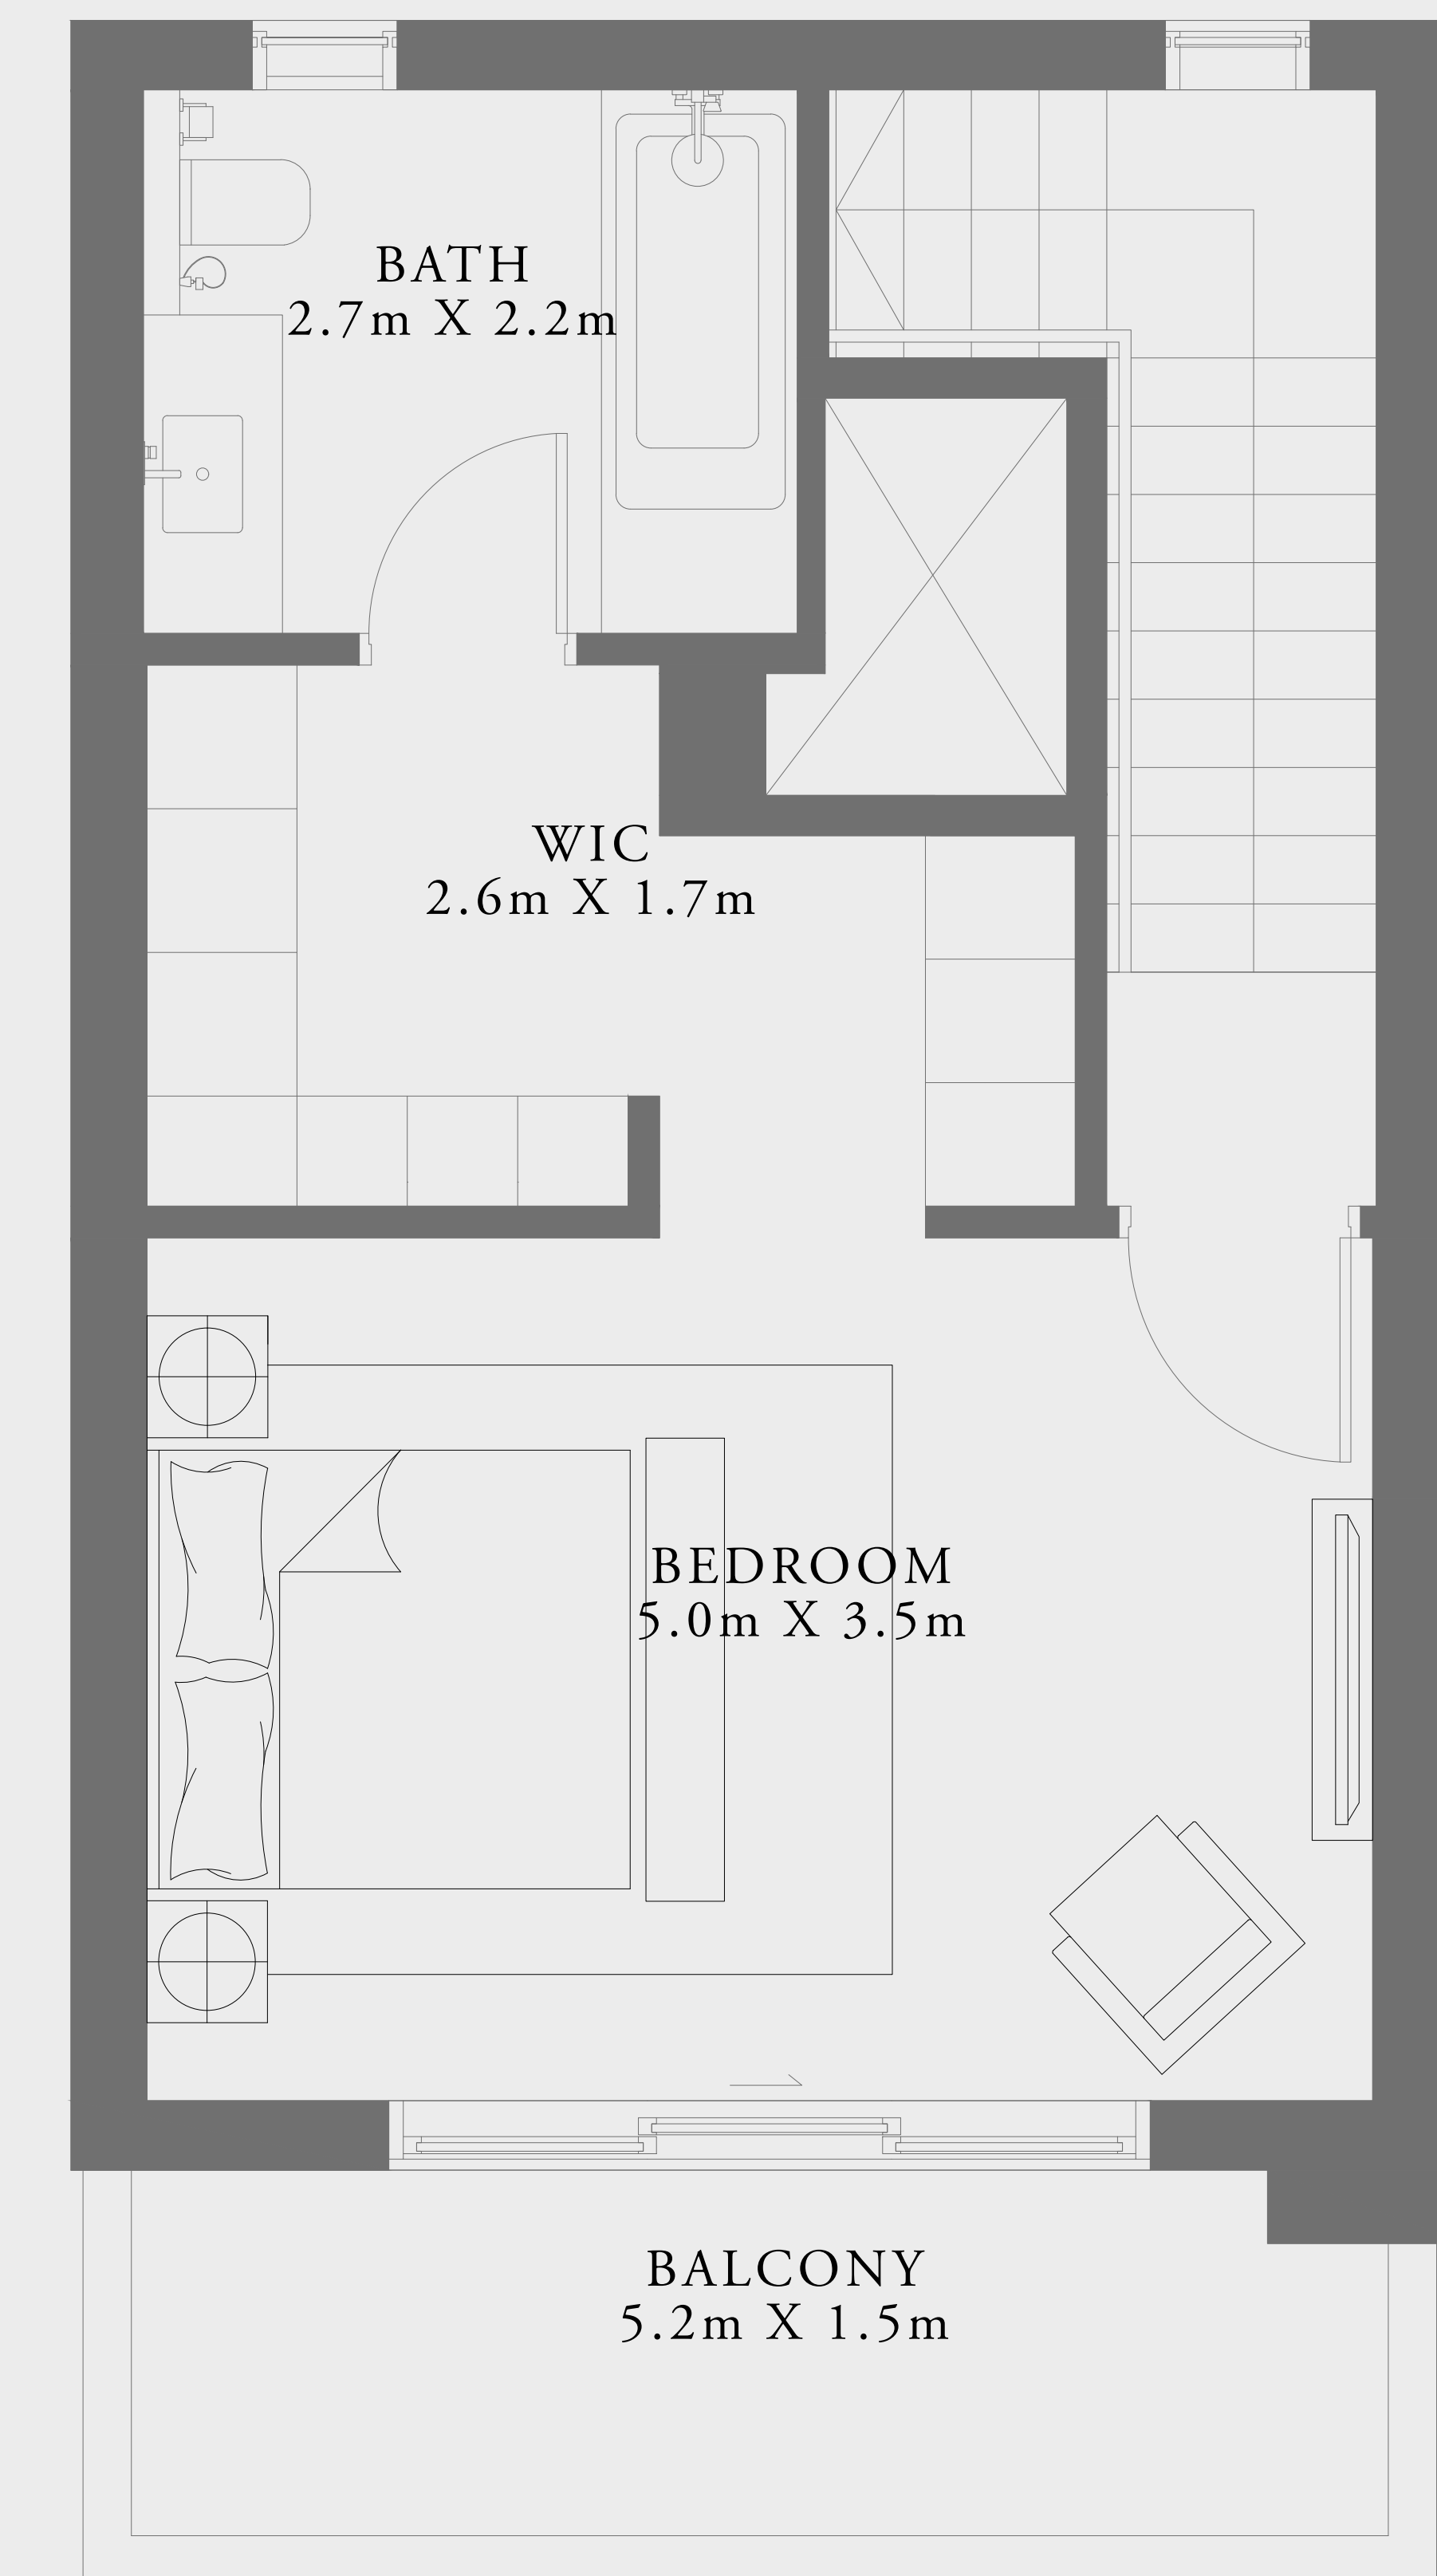 BATH
2.7m X 2.2m
WIC
2.6m X 1.7m
BEDROOM
5.0m X 3.5m
BALCONY
5.2m X 1.5m